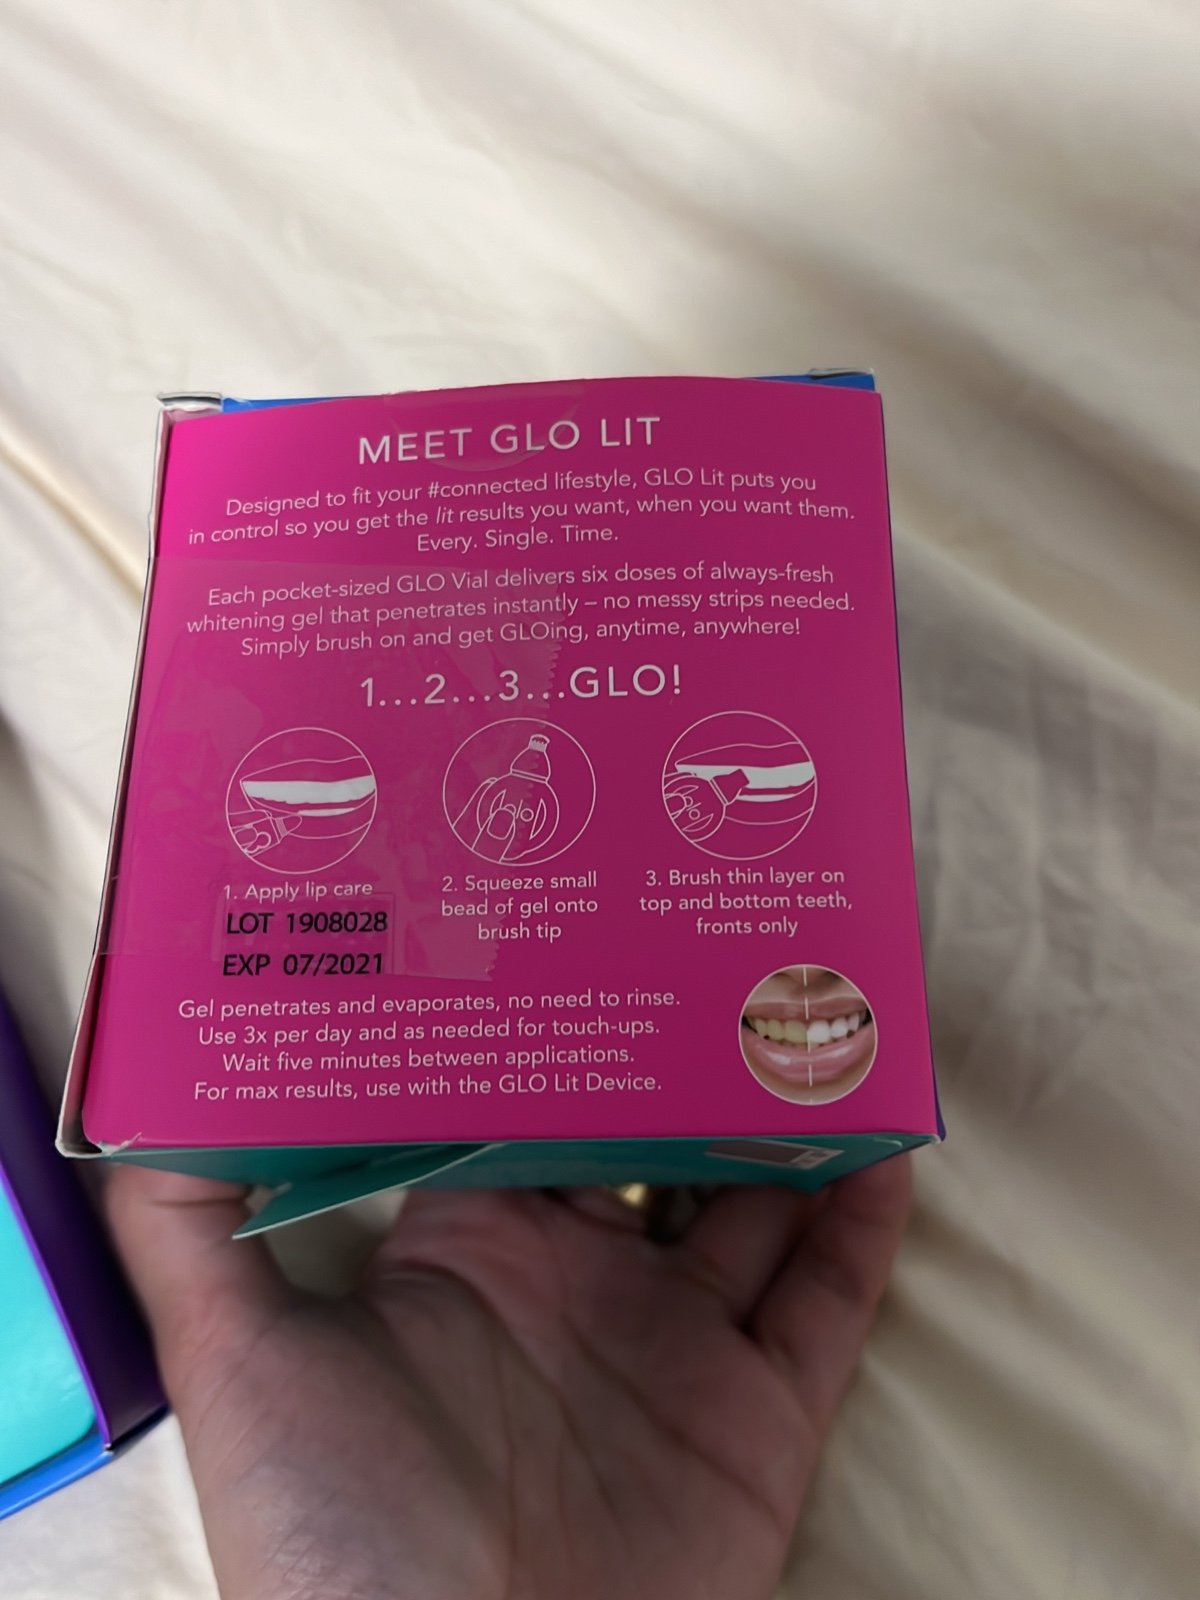 MEET GLO LIT
Designed to fit your #connected lifestyle, GLO Lit puts you
in control so you get the lit results you want, when you want them.
Every. Single. Time.
Each pocket-sized GLO Vial delivers six doses of always-fresh
whitening gel that penetrates instantly – no messy strips needed.
Simply brush on and get GLOing, anytime, anywhere!
1...2...3...GLO!
1. Apply lip care
LOT 1908028
EXP 07/2021
2. Squeeze small
bead of gel onto
brush tip
3. Brush thin layer on
top and bottom teeth,
fronts only
Gel penetrates and evaporates, no need to rinse.
Use 3x per day and as needed for touch-ups.
Wait five minutes between applications.
For max results, use with the GLO Lit Device.